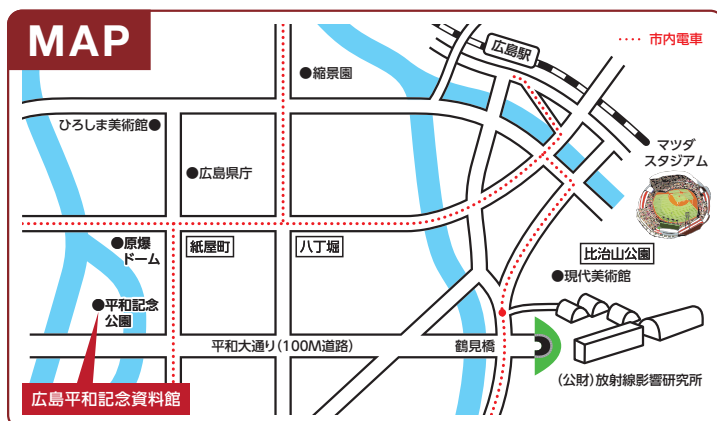 MAP
市内電車
広島駅
●縮景園
ひろしま美術館●
●広島県庁
マツダ
スタジアム
●原爆
ドーム
紙屋町
八丁堀
比治山公園
●現代美術館
●平和記念
公園
平和大通り(100M道路)
鶴見橋
広島平和記念資料館
(公財)放射線影響研究所